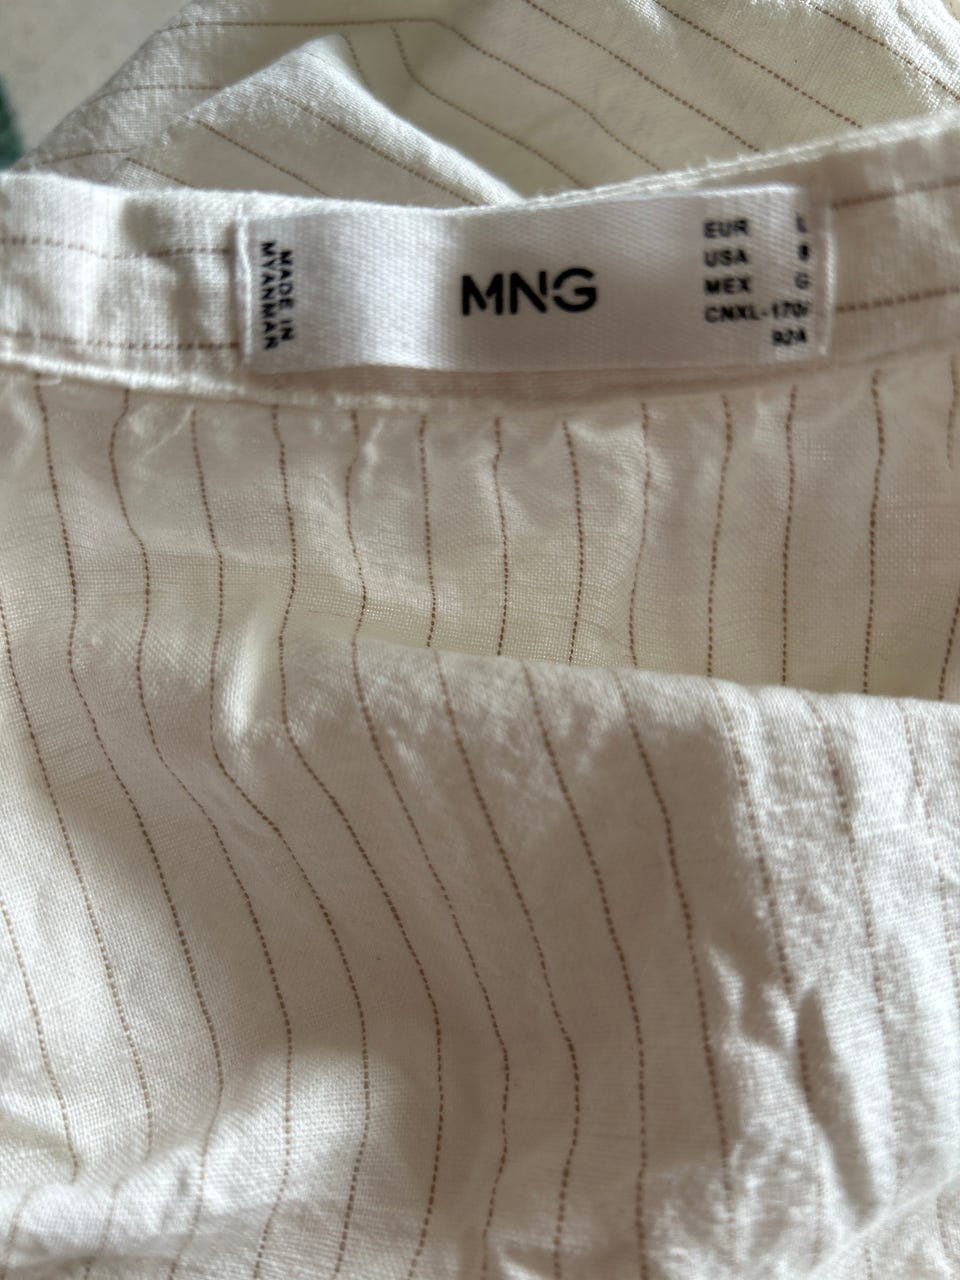 MADE IN
MYANMAR
MNG
EUR L
USA 8
MEX G
CNXL-170/
92A